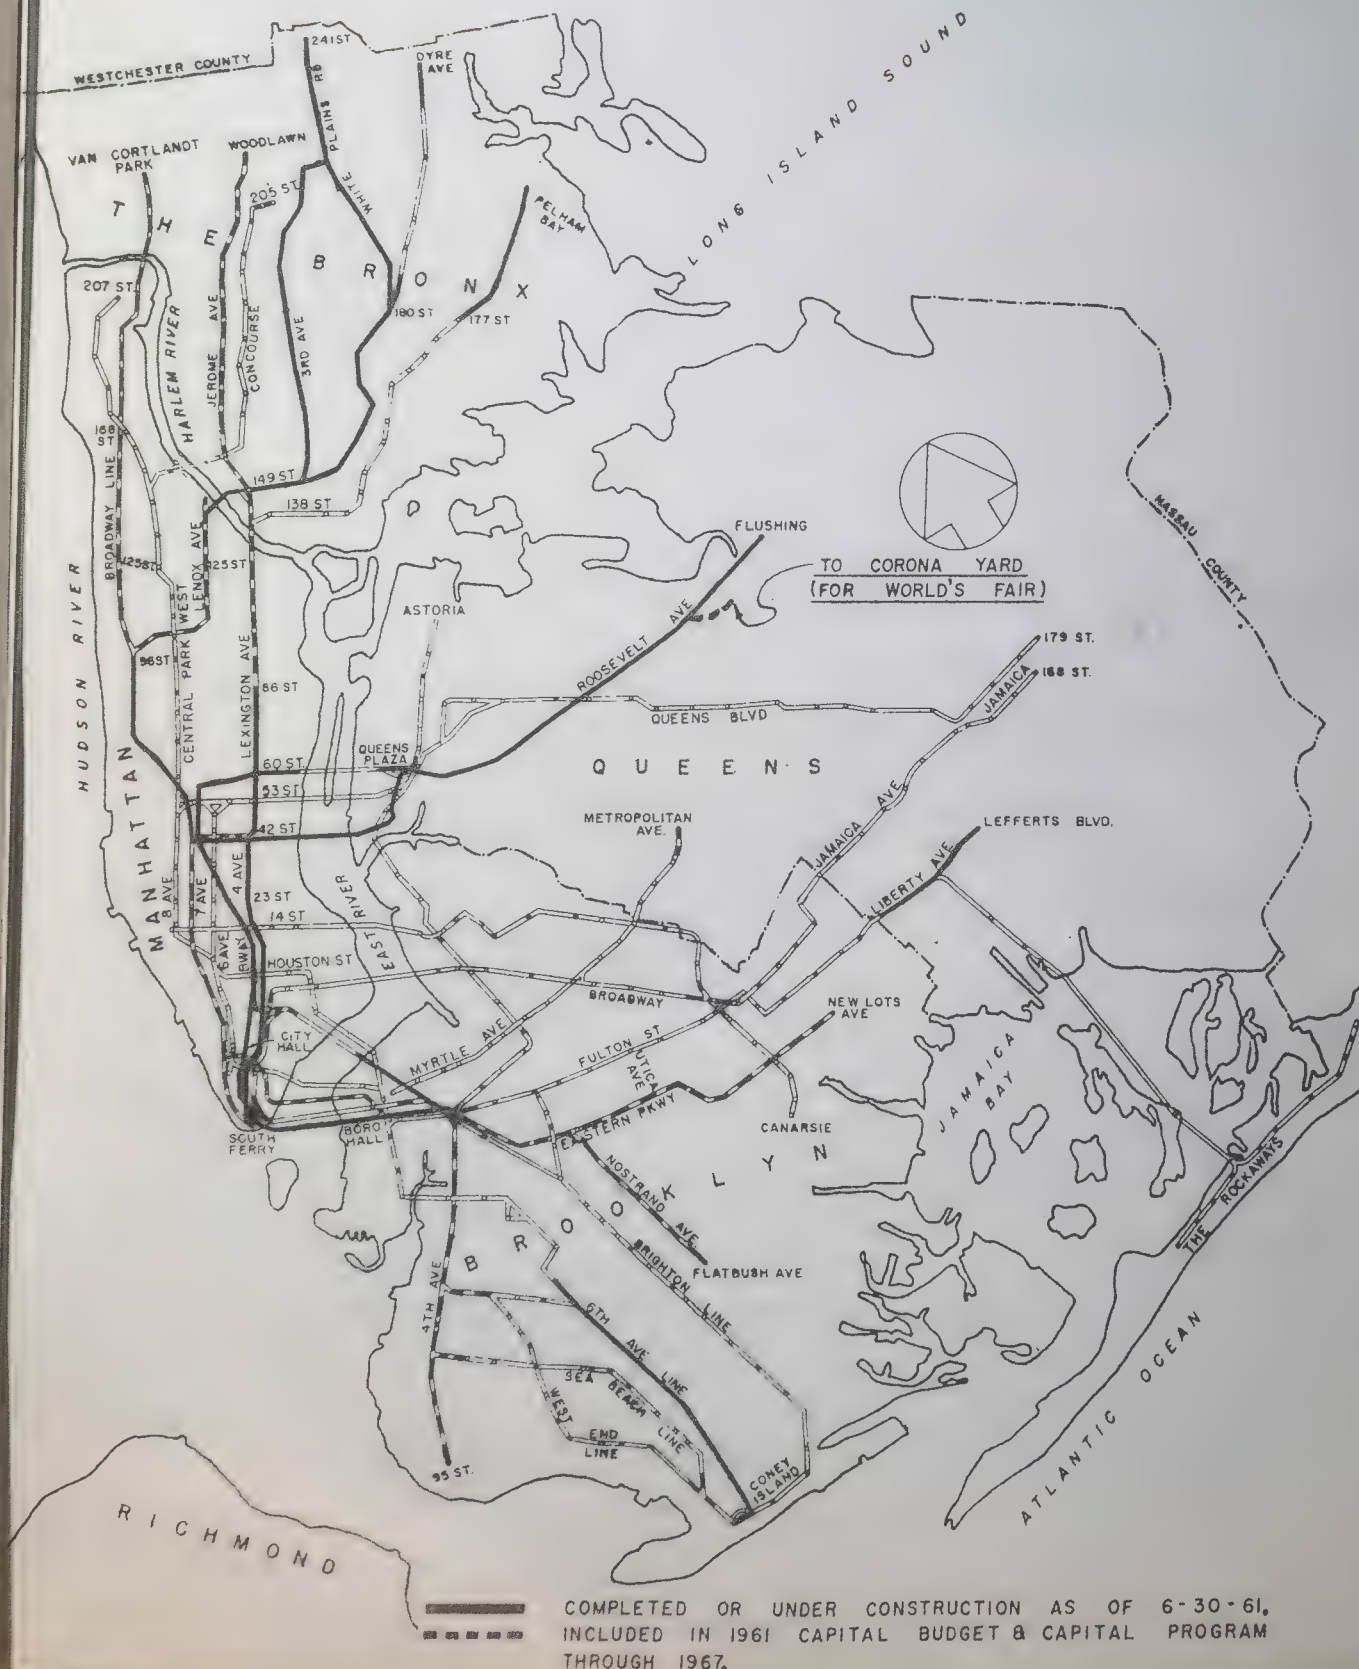 241 ST
DYRE
AVE
WESTCHESTER COUNTY
WHITE PLAINS RD
VAN CORTLANDT
PARK
WOODLAWN
205 ST
PELHAM
BAY
LONG ISLAND SOUND
THE BRONX
207 ST.
HARLEM RIVER
JEROME AVE
CONCOURSE
3RD AVE
180 ST
177 ST
168
ST
BROADWAY LINE
149 ST
138 ST
125 ST
CENTRAL PARK WEST
LENOX AVE
125 ST
HUDSON RIVER
FLUSHING
TO CORONA YARD
(FOR WORLD'S FAIR)
NASSAU COUNTY
ASTORIA
ROOSEVELT AVE
96 ST
LEXINGTON AVE
86 ST
179 ST.
168 ST.
JAMAICA
QUEENS BLVD
QUEENS
PLAZA
60 ST.
53 ST
42 ST
MANHATTAN
QUEENS
METROPOLITAN
AVE.
JAMAICA AVE
LEFFERTS BLVD.
LIBERTY AVE
8 AVE
7 AVE
4 AVE
23 ST
14 ST
6 AVE
BWAY
HOUSTON ST
EAST RIVER
BROADWAY
NEW LOTS
AVE
CITY
HALL
MYRTLE AVE
FULTON ST
UTICA
AVE
EASTERN PKWY
CANARSIE
JAMAICA
BAY
SOUTH
FERRY
BORO
HALL
NOSTRAND AVE.
FLATBUSH AVE
BROOKLYN
BRIGHTON LINE
THE ROCKAWAYS
4TH AVE
6TH AVE LINE
SEA BEACH LINE
WEST
END
LINE
95 ST.
CONEY
ISLAND
ATLANTIC OCEAN
RICHMOND
COMPLETED OR UNDER CONSTRUCTION AS OF 6-30-61.
INCLUDED IN 1961 CAPITAL BUDGET & CAPITAL PROGRAM
THROUGH 1967.